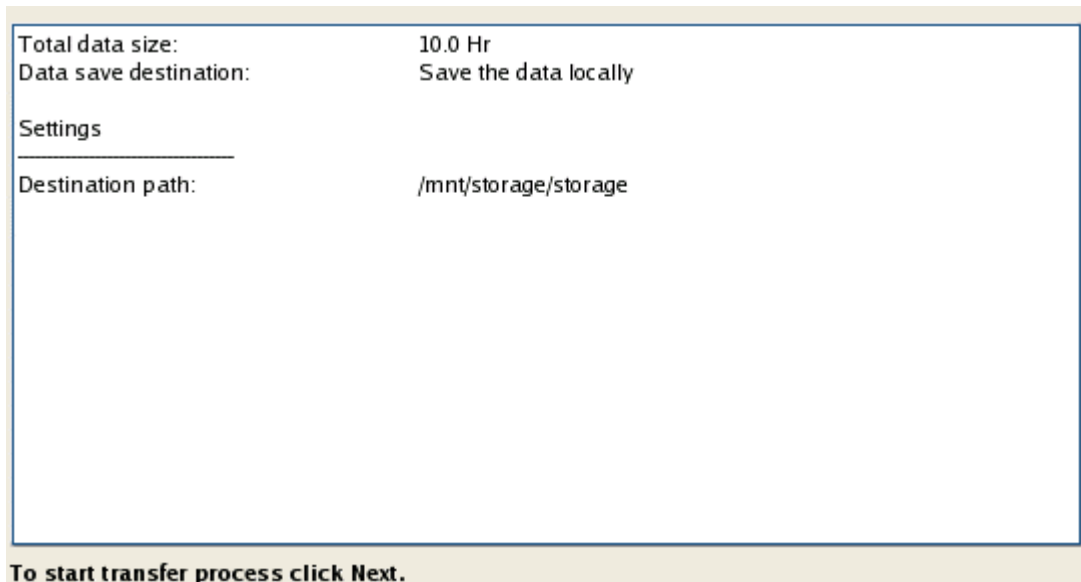 Total data size: 10.0 Hr
Data save destination: Save the data locally
Settings
Destination path: /mnt/storage/storage
To start transfer process click Next.